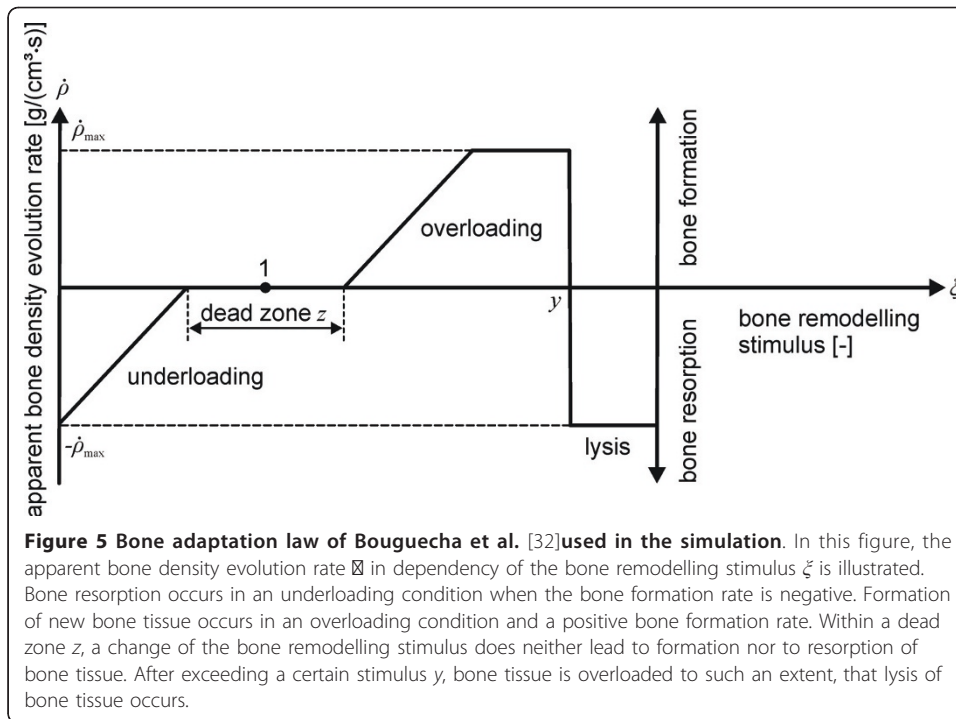 apparent bone density evolution rate [g/(cm³·s)]
ρ̇
ρ̇max
1
dead zone z
underloading
overloading
y
ξ
-ρ̇max
lysis
bone formation
bone resorption
bone remodelling
stimulus [-]
Figure 5 Bone adaptation law of Bouguecha et al. [32]used in the simulation. In this figure, the
apparent bone density evolution rate � in dependency of the bone remodelling stimulus ξ is illustrated.
Bone resorption occurs in an underloading condition when the bone formation rate is negative. Formation
of new bone tissue occurs in an overloading condition and a positive bone formation rate. Within a dead
zone z, a change of the bone remodelling stimulus does neither lead to formation nor to resorption of
bone tissue. After exceeding a certain stimulus y, bone tissue is overloaded to such an extent, that lysis of
bone tissue occurs.